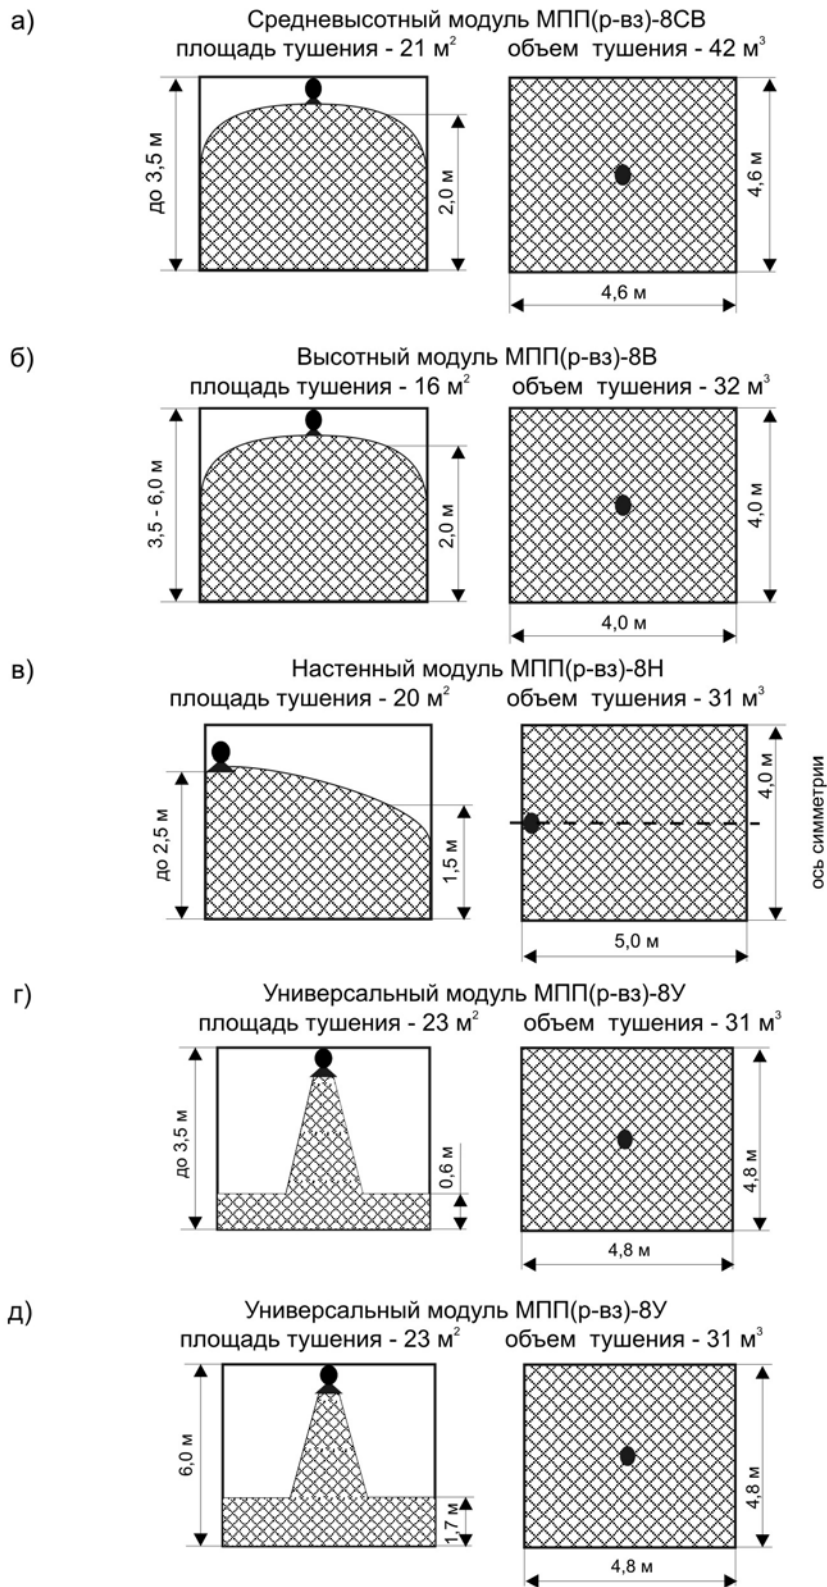 а) Средневысотный модуль МПП(р-вз)-8СВ
площадь тушения - 21 м² объем тушения - 42 м³
до 3,5 м
2,0 м
4,6 м
4,6 м
б) Высотный модуль МПП(р-вз)-8В
площадь тушения - 16 м² объем тушения - 32 м³
3,5 - 6,0 м
2,0 м
4,0 м
4,0 м
в) Настенный модуль МПП(р-вз)-8Н
площадь тушения - 20 м² объем тушения - 31 м³
до 2,5 м
1,5 м
4,0 м
ось симметрии
5,0 м
г) Универсальный модуль МПП(р-вз)-8У
площадь тушения - 23 м² объем тушения - 31 м³
до 3,5 м
0,6 м
4,8 м
4,8 м
д) Универсальный модуль МПП(р-вз)-8У
площадь тушения - 23 м² объем тушения - 31 м³
6,0 м
1,7 м
4,8 м
4,8 м